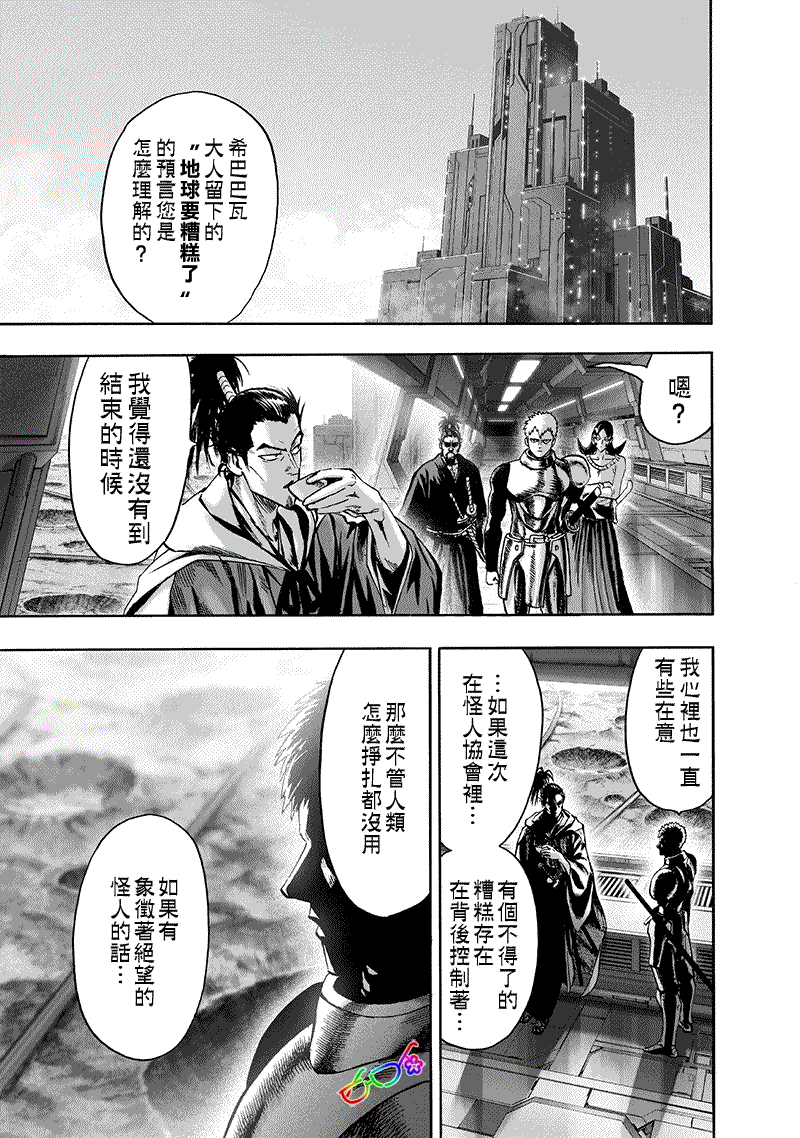 希巴巴瓦
大人留下的
〝地球要糟糕了〞
的預言您是
怎麼理解的？
嗯？
我覺得還沒有到
結束的時候
我心裡也一直
有些在意
…如果這次
在怪人協會裡…
有個不得了的
糟糕存在
在背後控制著…
那麼不管人類
怎麼掙扎都沒用
如果有
象徵著絕望的
怪人的話…